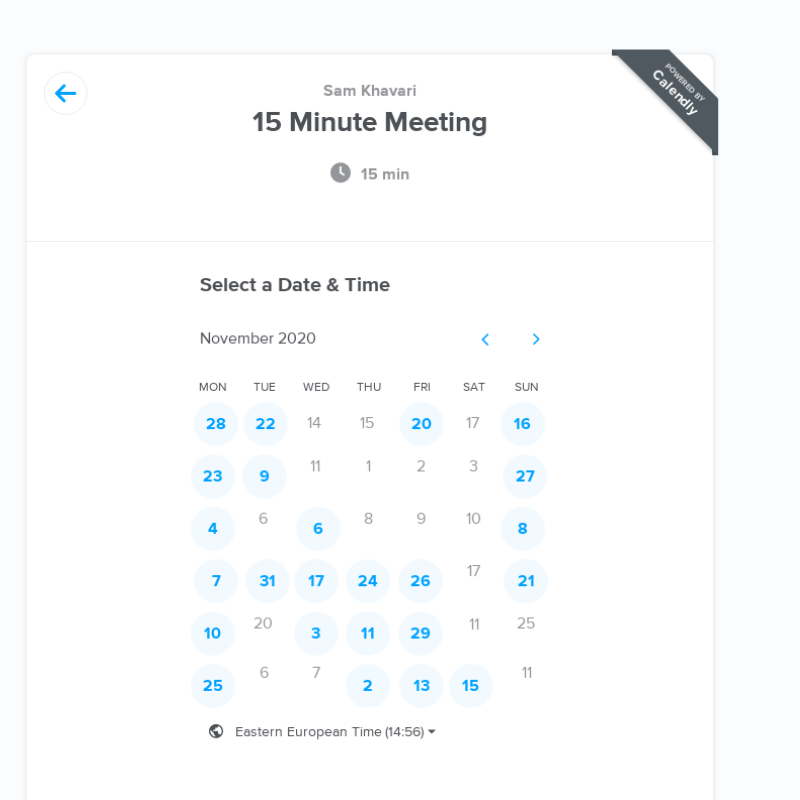 POWERED BY
Calendly
Sam Khavari
15 Minute Meeting
15 min
Select a Date & Time
November 2020
MON TUE WED THU FRI SAT SUN
28 22 14 15 20 17 16
23 9 11 1 2 3 27
4 6 6 8 9 10 8
7 31 17 24 26 17 21
10 20 3 11 29 11 25
25 6 7 2 13 15 11
Eastern European Time (14:56)